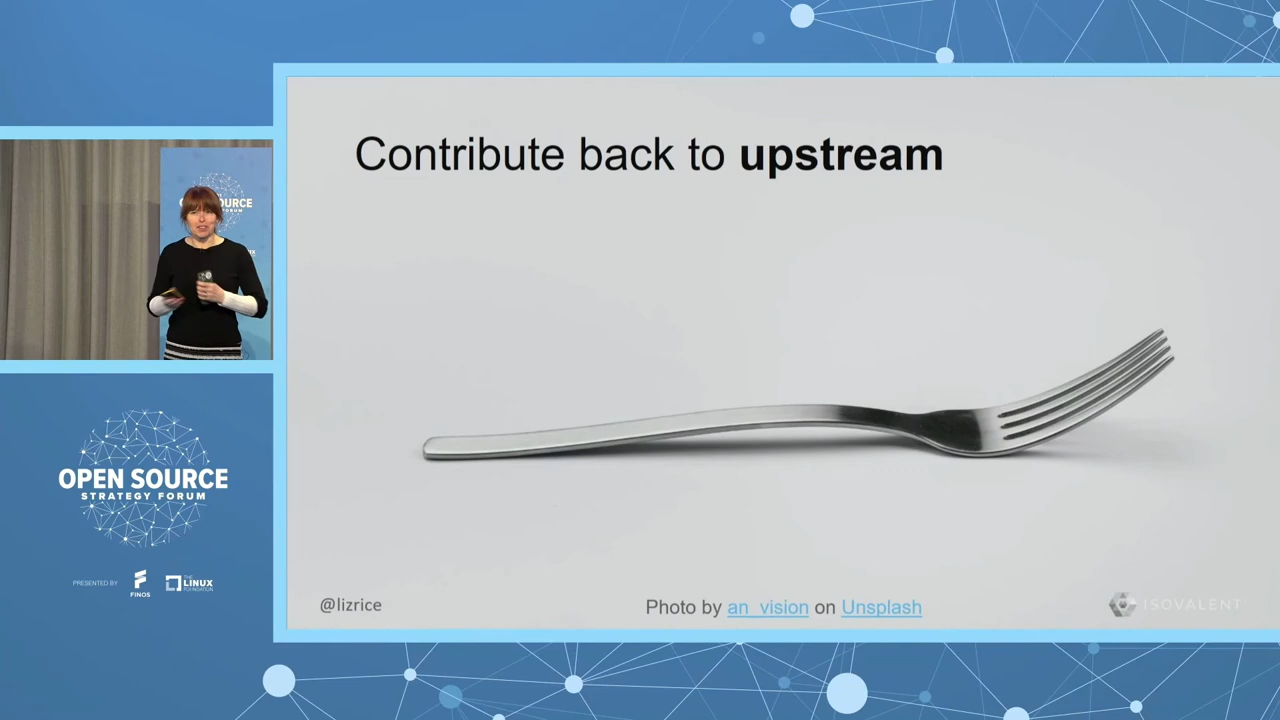 Contribute back to upstream
OURCE
OPEN SOURCE
STRATEGY FORUM
PRESENTED BY
FINOS
THE
LINUX
FOUNDATION
@lizrice
Photo by an_vision on Unsplash
ISOVALENT